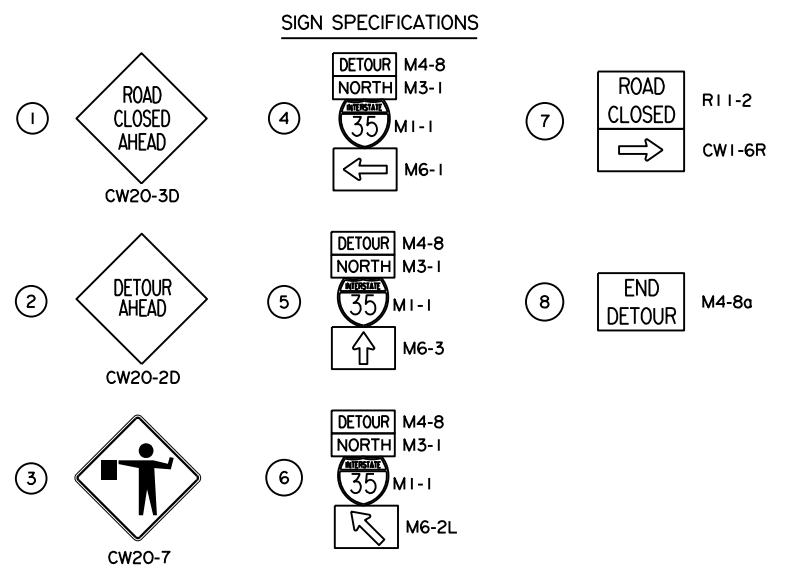 SIGN SPECIFICATIONS
1
ROAD
CLOSED
AHEAD
CW20-3D
2
DETOUR
AHEAD
CW20-2D
3
CW20-7
4
DETOUR M4-8
NORTH M3-1
INTERSTATE
35 M1-1
M6-1
5
DETOUR M4-8
NORTH M3-1
INTERSTATE
35 M1-1
M6-3
6
DETOUR M4-8
NORTH M3-1
INTERSTATE
35 M1-1
M6-2L
7
ROAD
CLOSED
R11-2
CW1-6R
8
END
DETOUR
M4-8a